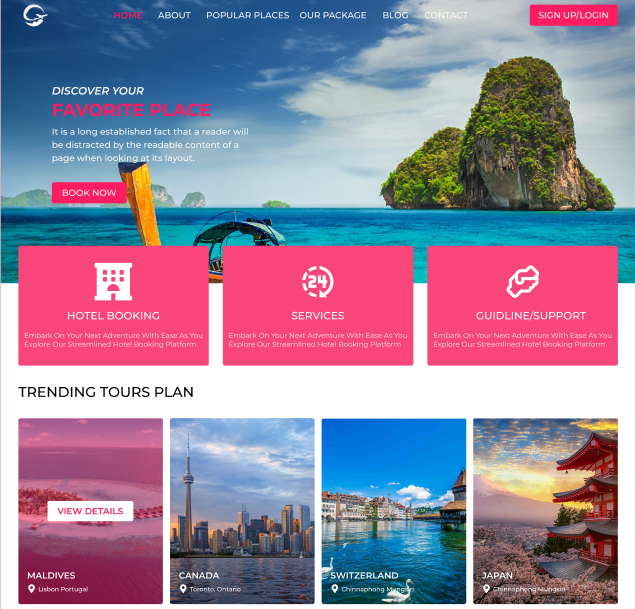 HOME ABOUT POPULAR PLACES OUR PACKAGE BLOG CONTACT SIGN UP/LOGIN
DISCOVER YOUR
FAVORITE PLACE
It is a long established fact that a reader will
be distracted by the readable content of a
page when looking at its layout.
BOOK NOW
24
HOTEL BOOKING
Embark On Your Next Adventure With Ease As You
Explore Our Streamlined Hotel Booking Platform
SERVICES
Embark On Your Next Adventure With Ease As You
Explore Our Streamlined Hotel Booking Platform
GUIDLINE/SUPPORT
Embark On Your Next Adventure With Ease As You
Explore Our Streamlined Hotel Booking Platform
TRENDING TOURS PLAN
VIEW DETAILS
MALDIVES
Lisbon Portugal
CANADA
Toronto, Ontario
SWITZERLAND
Chinnaphong Mungsiri
JAPAN
Chinnaphong Mungsiri